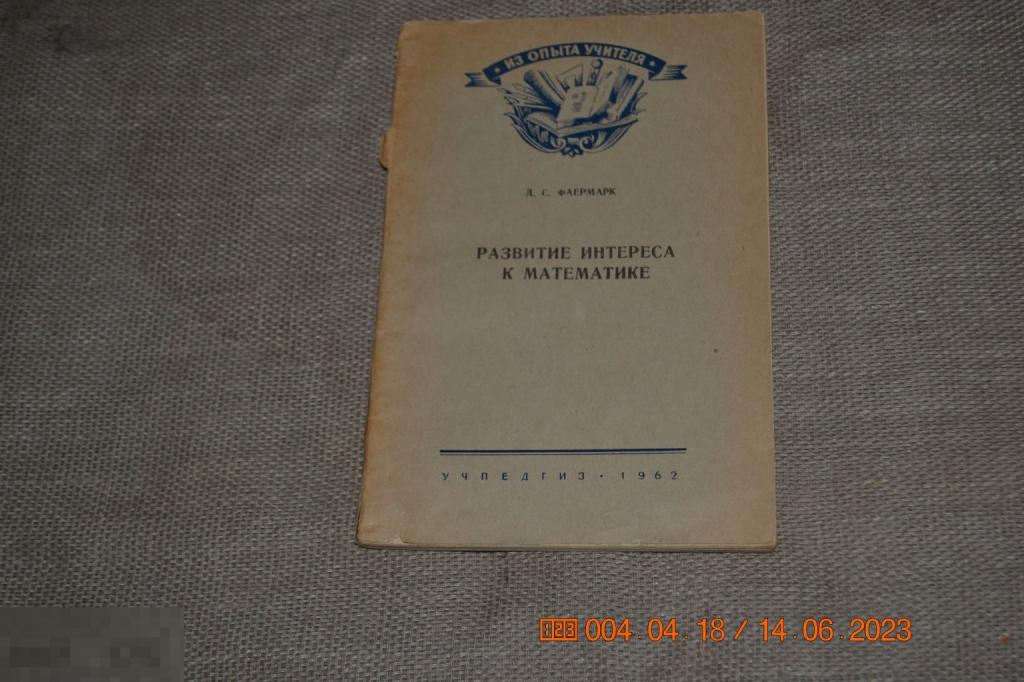 ИЗ ОПЫТА УЧИТЕЛЯ
Д. С. ФАЕРМАРК
РАЗВИТИЕ ИНТЕРЕСА
К МАТЕМАТИКЕ
УЧПЕДГИЗ · 1962
004.04.18 / 14.06.2023